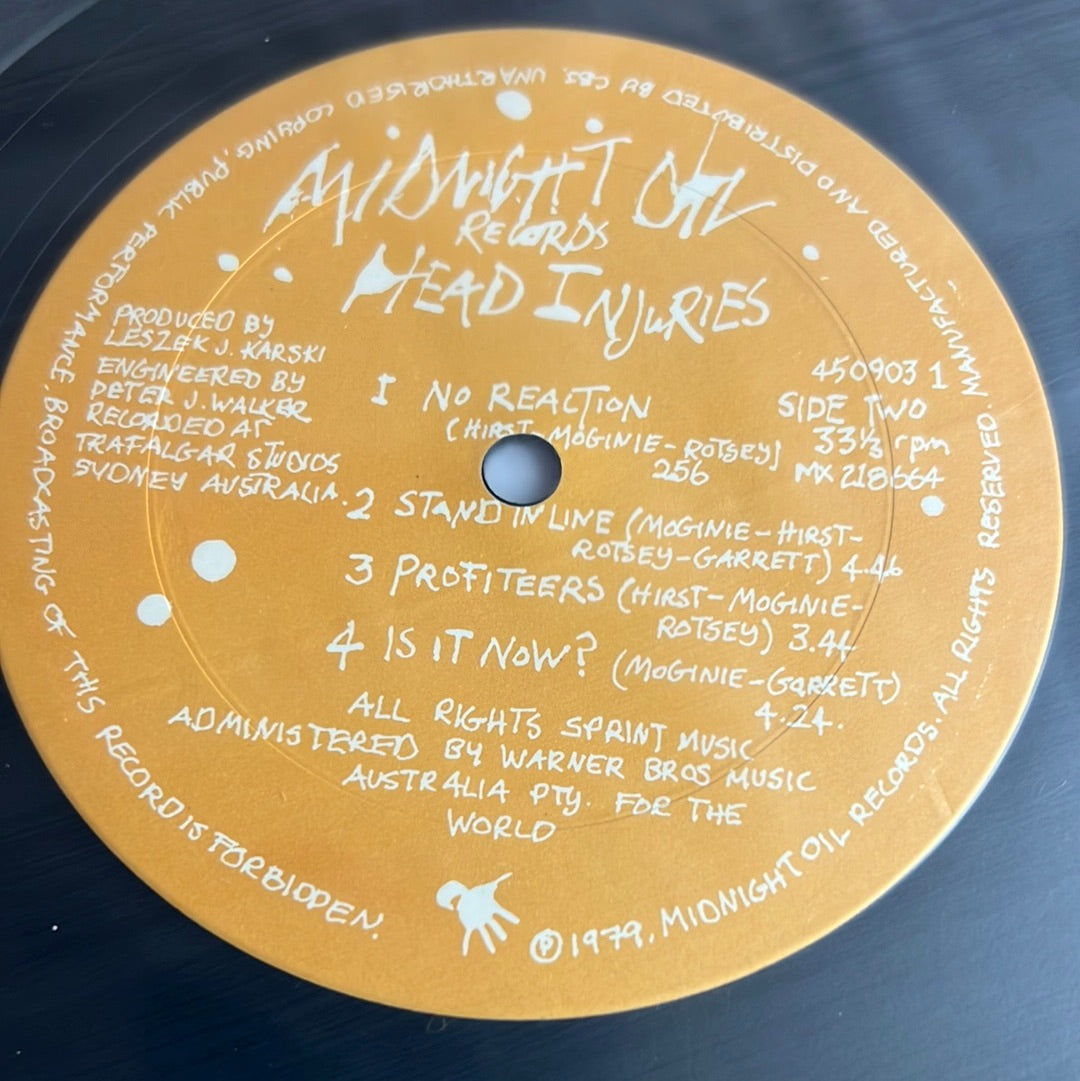 MIDNIGHT OIL
RECORDS
HEAD INJURIES
PRODUCED BY
LESZEK J. KARSKI
ENGINEERED BY
PETER J. WALKER
RECORDED AT
TRAFALGAR STUDIOS
SYDNEY AUSTRALIA.
450903 1
SIDE TWO
33⅓ rpm
MX 218664
1 NO REACTION
(HIRST-MOGINIE-ROTSEY)
256
2 STAND IN LINE (MOGINIE-HIRST-
ROTSEY-GARRETT) 4.46
3 PROFITEERS (HIRST-MOGINIE-
ROTSEY) 3.44
4 IS IT NOW? (MOGINIE-GARRETT)
4.24.
ALL RIGHTS SPRINT MUSIC
ADMINISTERED BY WARNER BROS MUSIC
AUSTRALIA PTY. FOR THE
WORLD
Ⓟ1979, MIDNIGHT OIL RECORDS. ALL RIGHTS RESERVED. MANUFACTURED AND DISTRIBUTED BY CBS. UNARTHORISED COPYING, PUBLIK PERFORMANCE, BROADCASTING OF THIS RECORD IS FORBIDDEN.